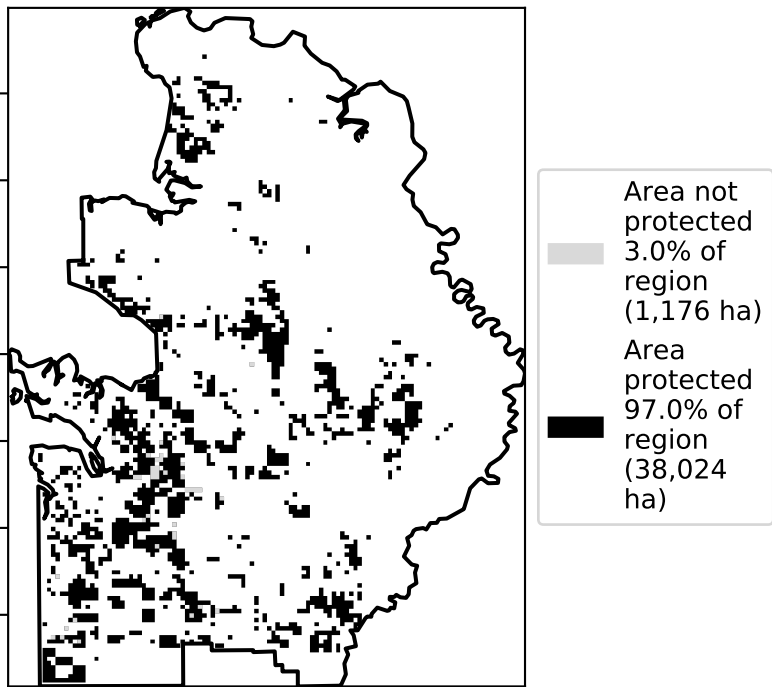 Area not
protected
3.0% of
region
(1,176 ha)
Area
protected
97.0% of
region
(38,024
ha)